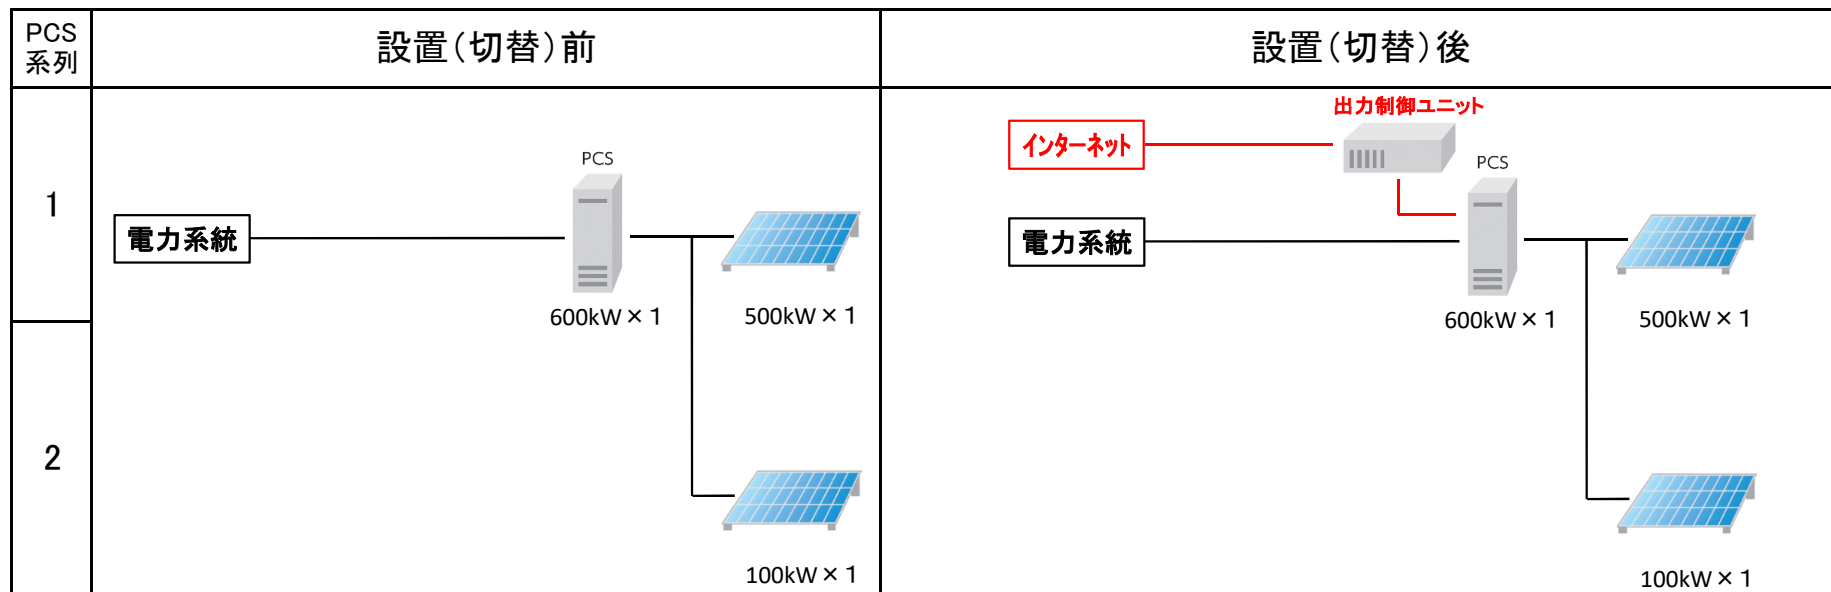 PCS
系列
設置(切替)前
設置(切替)後
1
PCS
電力系統
600kW×1
500kW×1
出力制御ユニット
インターネット
PCS
電力系統
600kW×1
500kW×1
2
100kW×1
100kW×1